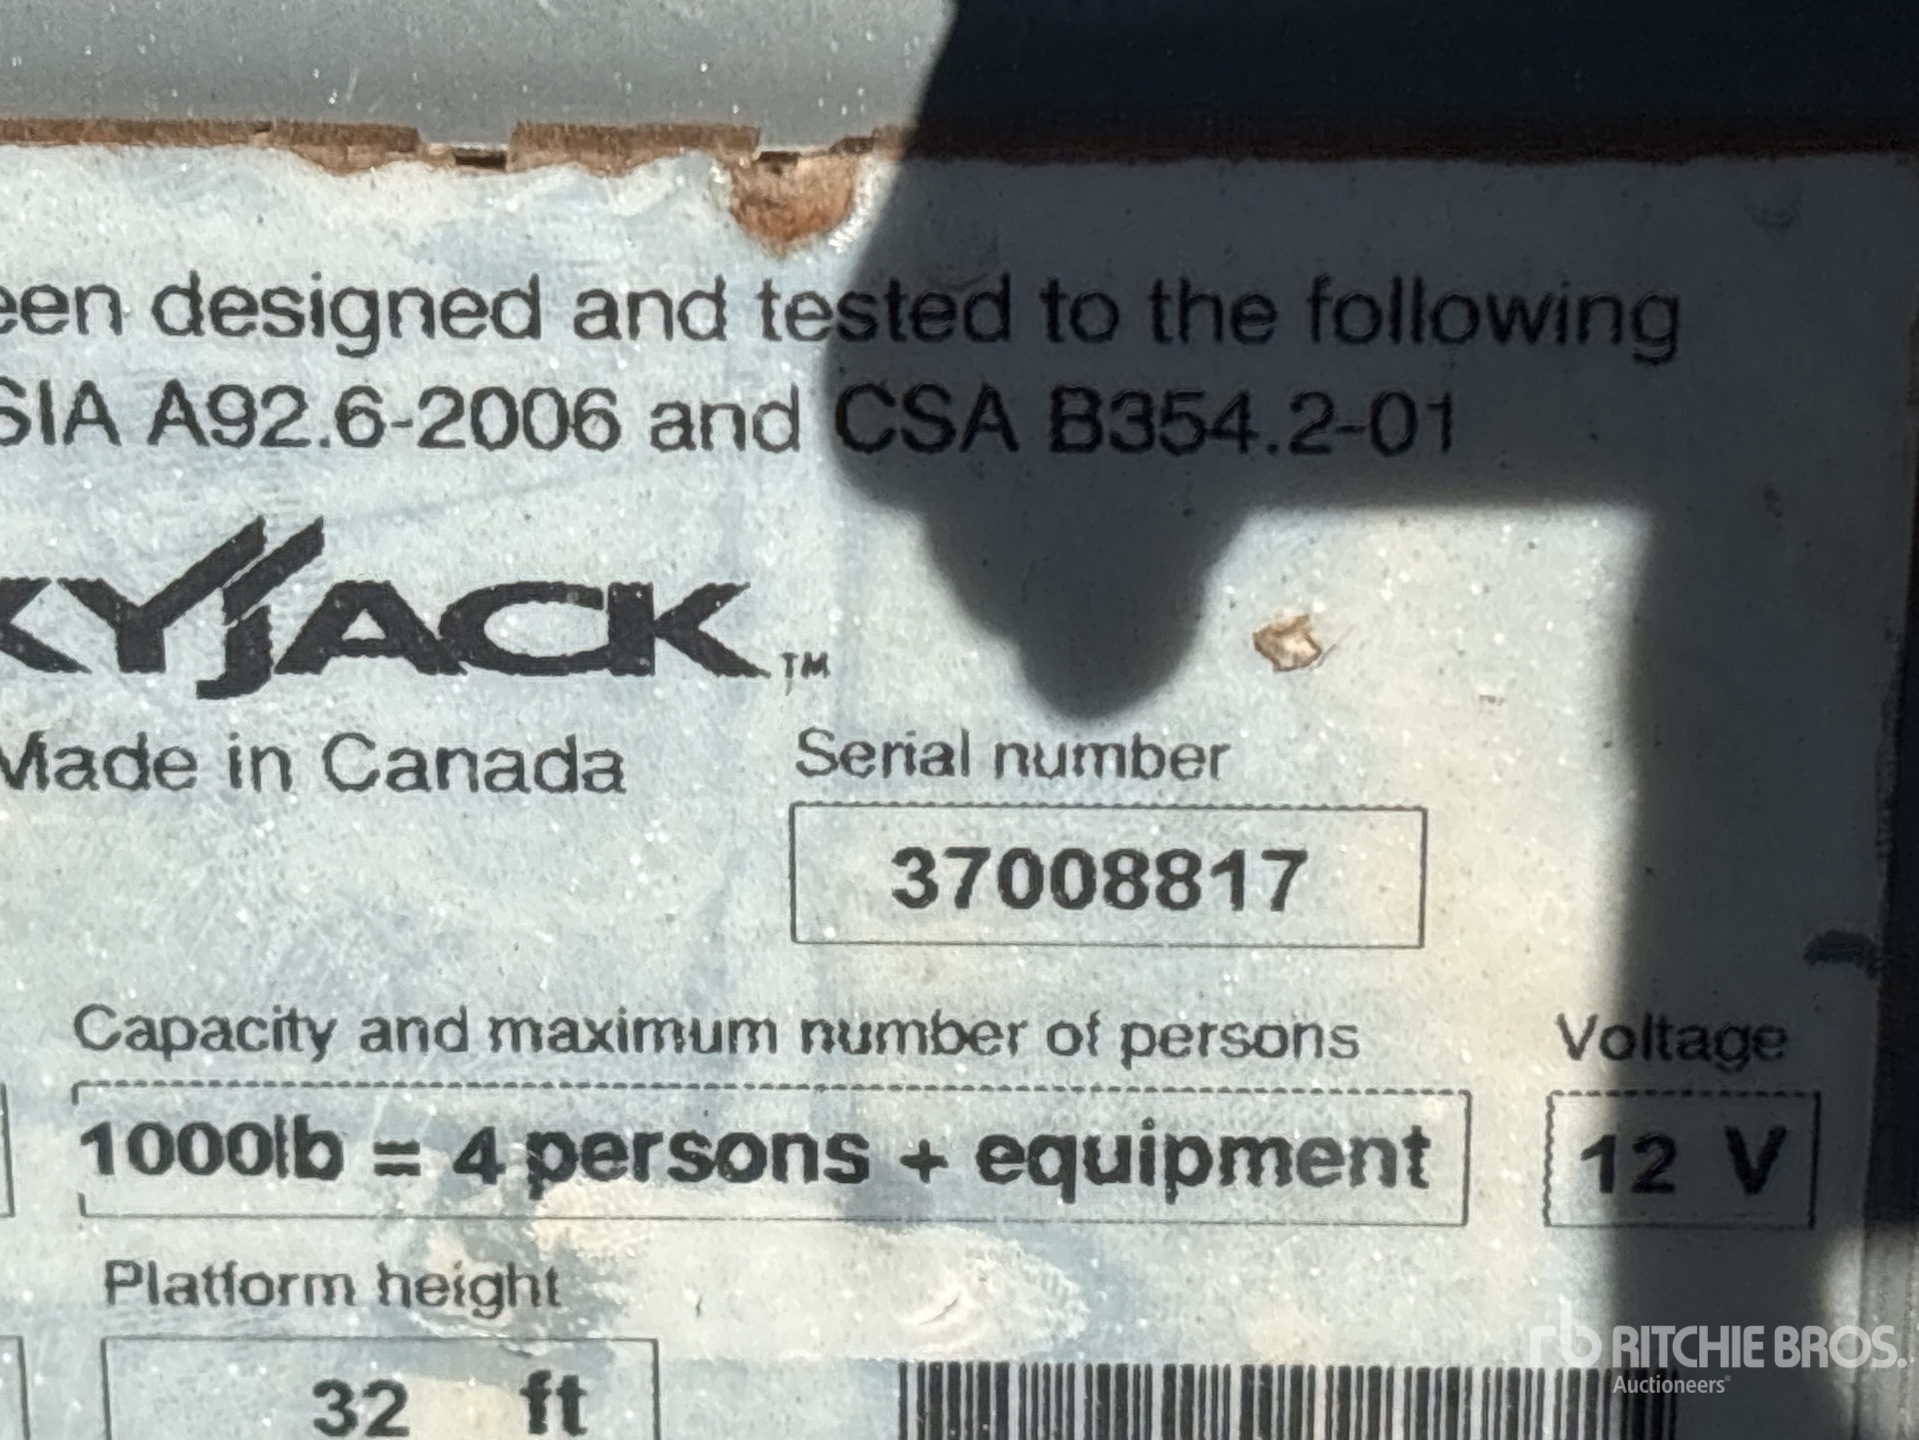 een designed and tested to the following
SIA A92.6-2006 and CSA B354.2-01
KYJACK™
Made in Canada
Serial number
37008817
Capacity and maximum number of persons
Voltage
1000lb = 4 persons + equipment
12 V
Platform height
32 ft
rb RITCHIE BROS.
Auctioneers®